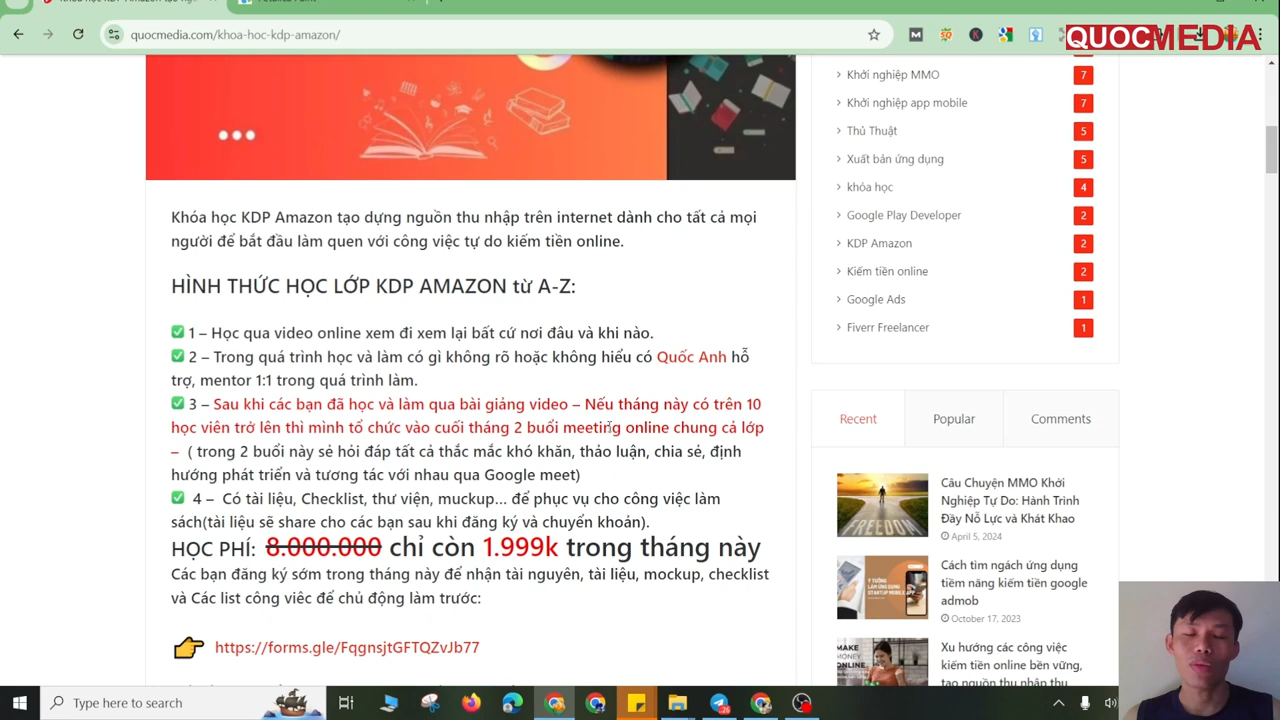 quocmedia.com/khoa-hoc-kdp-amazon/
QUOCMEDIA
Khóa học KDP Amazon tạo dựng nguồn thu nhập trên internet dành cho tất cả mọi
người để bắt đầu làm quen với công việc tự do kiếm tiền online.
HÌNH THỨC HỌC LỚP KDP AMAZON từ A-Z:
✅ 1 – Học qua video online xem đi xem lại bất cứ nơi đâu và khi nào.
✅ 2 – Trong quá trình học và làm có gì không rõ hoặc không hiểu có Quốc Anh hỗ
trợ, mentor 1:1 trong quá trình làm.
✅ 3 – Sau khi các bạn đã học và làm qua bài giảng video – Nếu tháng này có trên 10
học viên trở lên thì mình tổ chức vào cuối tháng 2 buổi meeting online chung cả lớp
– ( trong 2 buổi này sẻ hỏi đáp tất cả thắc mắc khó khăn, thảo luận, chia sẻ, định
hướng phát triển và tương tác với nhau qua Google meet)
✅ 4 – Có tài liệu, Checklist, thư viện, muckup... để phục vụ cho công việc làm
sách(tài liệu sẽ share cho các bạn sau khi đăng ký và chuyển khoản).
HỌC PHÍ: 8.000.000 chỉ còn 1.999k trong tháng này
Các bạn đăng ký sớm trong tháng này để nhận tài nguyên, tài liệu, mockup, checklist
và Các list công viêc để chủ động làm trước:
👉 https://forms.gle/FqgnsjtGFTQZvJb77
Khởi nghiệp MMO 7
Khởi nghiệp app mobile 7
Thủ Thuật 5
Xuất bản ứng dụng 5
khóa học 4
Google Play Developer 2
KDP Amazon 2
Kiếm tiền online 2
Google Ads 1
Fiverr Freelancer 1
Recent Popular Comments
Câu Chuyện MMO Khởi
Nghiệp Tự Do: Hành Trình
Đầy Nỗ Lực và Khát Khao
April 5, 2024
FREEDOM
Cách tìm ngách ứng dụng
tiềm năng kiếm tiền google
admob
October 17, 2023
Xu hướng các công việc
kiếm tiền online bền vững,
tạo nguồn thu nhập thụ
MAKE
MONEY
ONLINE
Type here to search